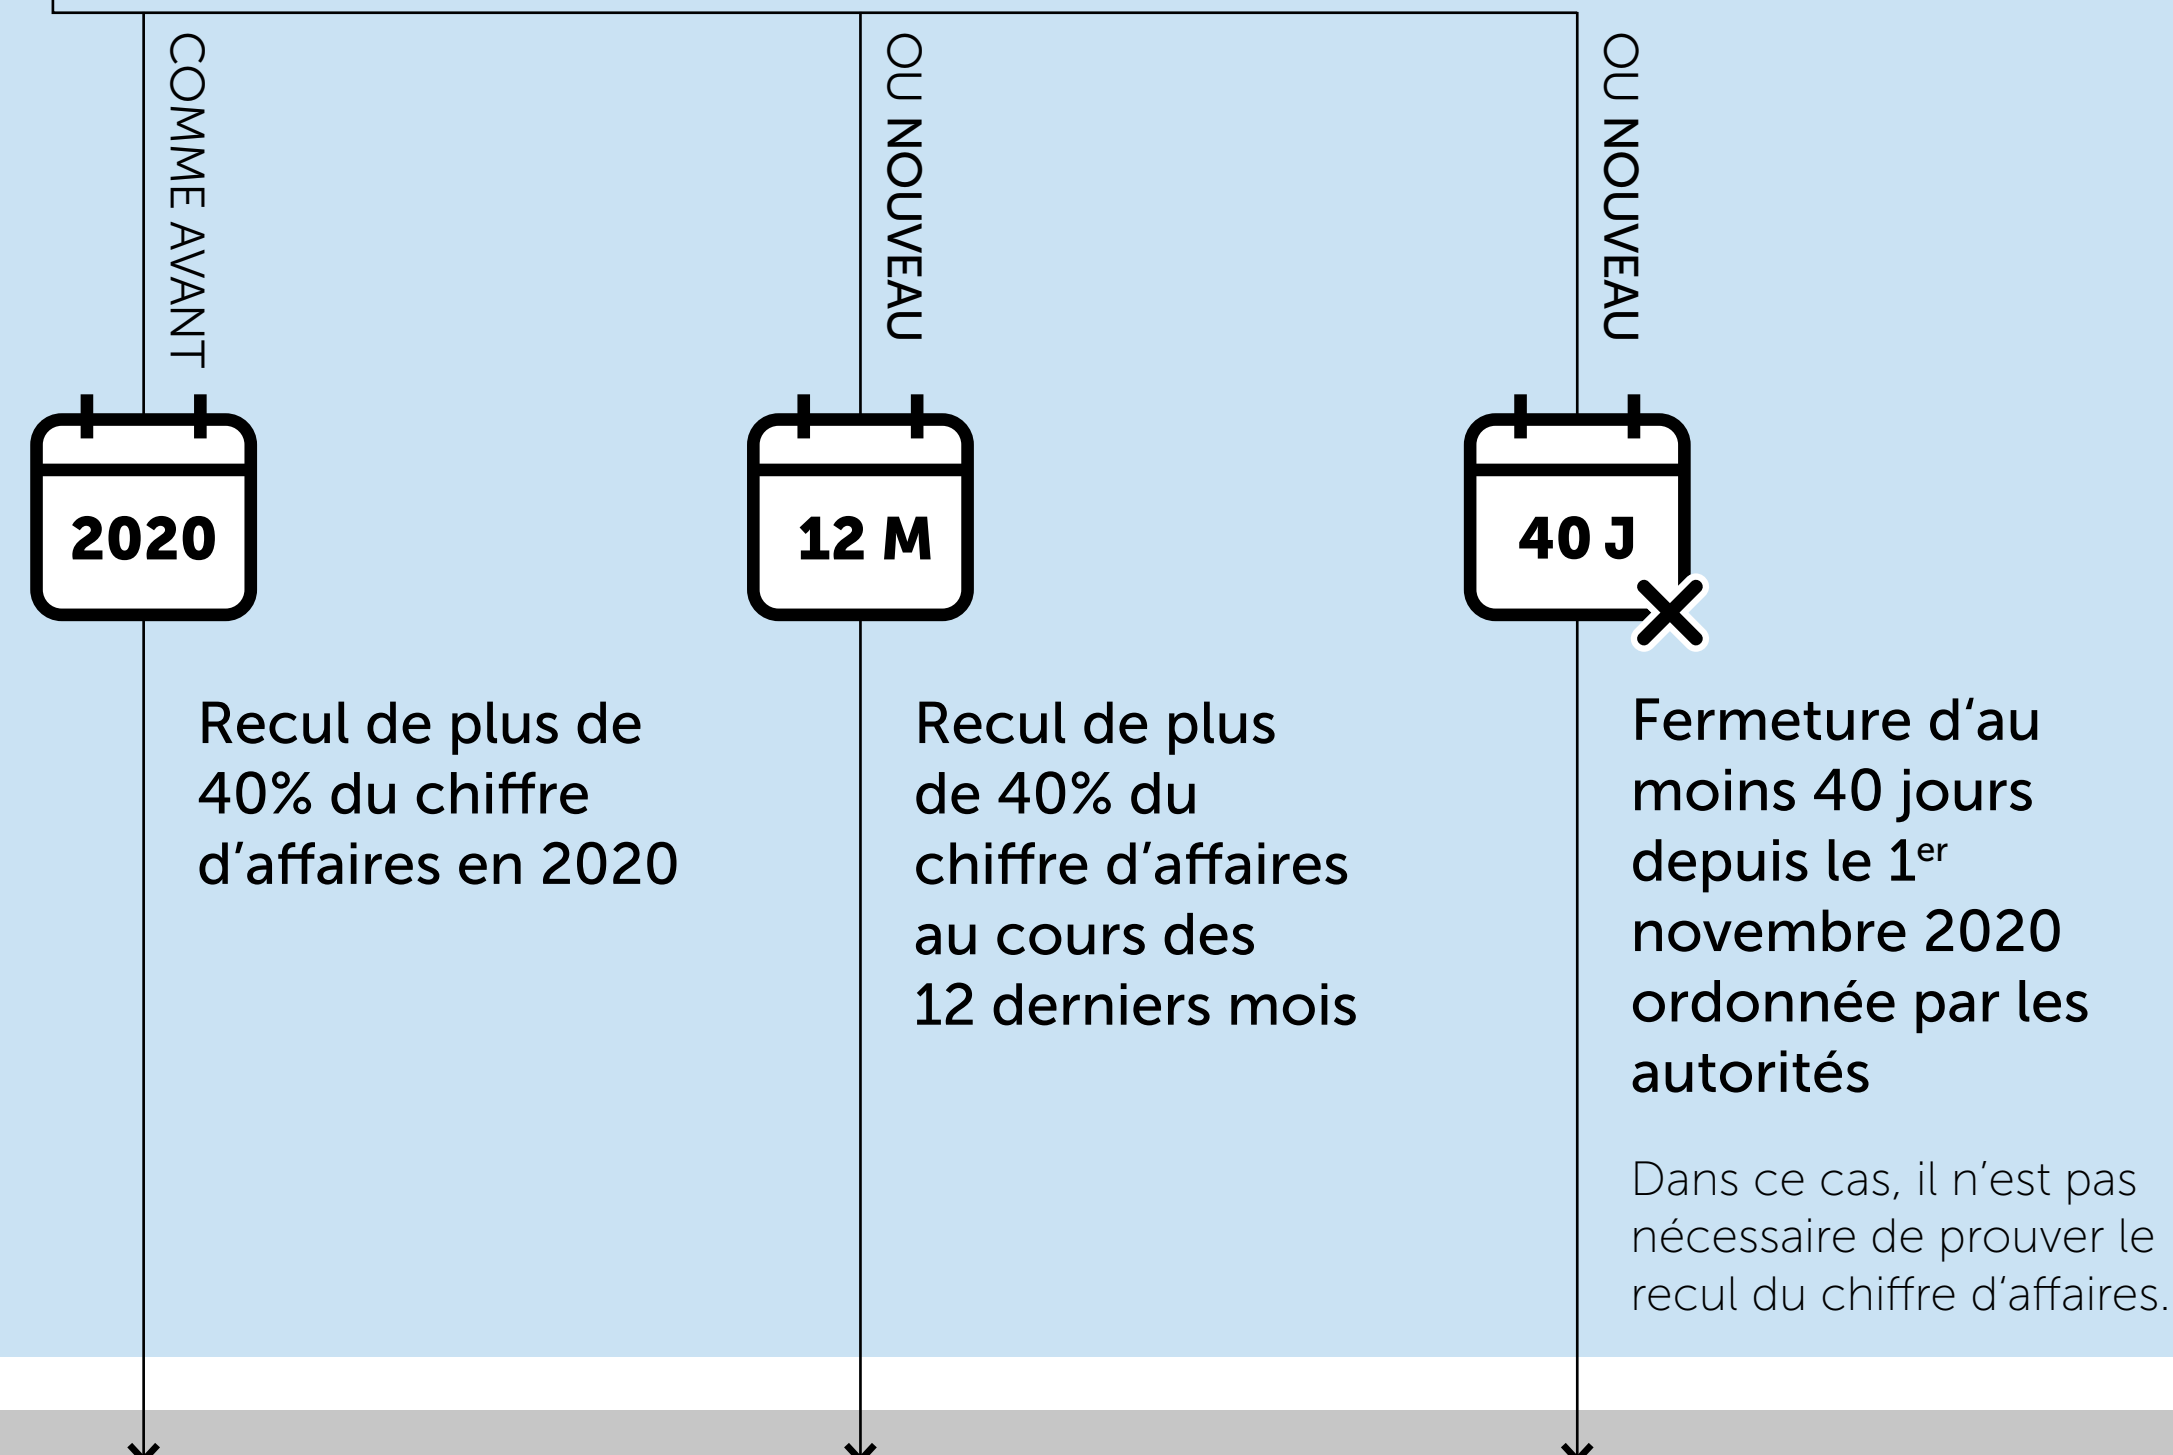 COMME AVANT
2020
Recul de plus de
40% du chiffre
d’affaires en 2020
OU NOUVEAU
12 M
Recul de plus
de 40% du
chiffre d’affaires
au cours des
12 derniers mois
OU NOUVEAU
40 J
Fermeture d‘au
moins 40 jours
depuis le 1er
novembre 2020
ordonnée par les
autorités
Dans ce cas, il n’est pas
nécessaire de prouver le
recul du chiffre d’affaires.